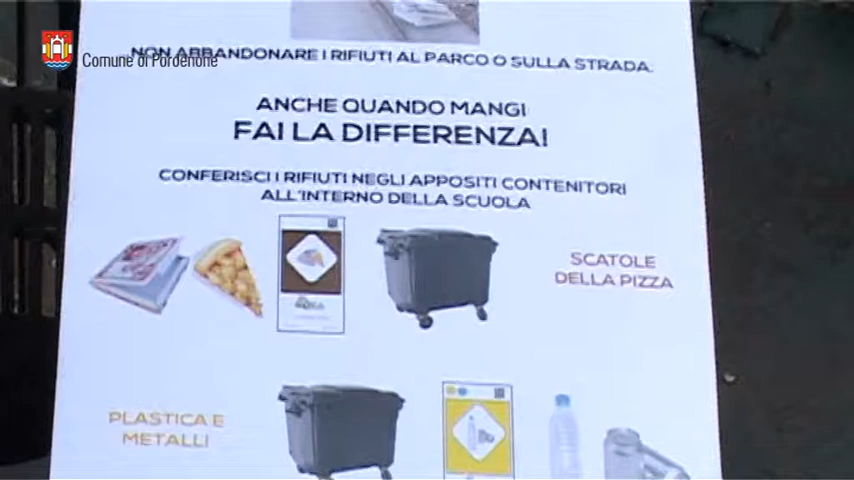 NON ABBANDONARE I RIFIUTI AL PARCO O SULLA STRADA.
Comune di Pordenone
ANCHE QUANDO MANGI
FAI LA DIFFERENZA!
CONFERISCI I RIFIUTI NEGLI APPOSITI CONTENITORI
ALL'INTERNO DELLA SCUOLA
SCATOLE
DELLA PIZZA
PLASTICA E
METALLI